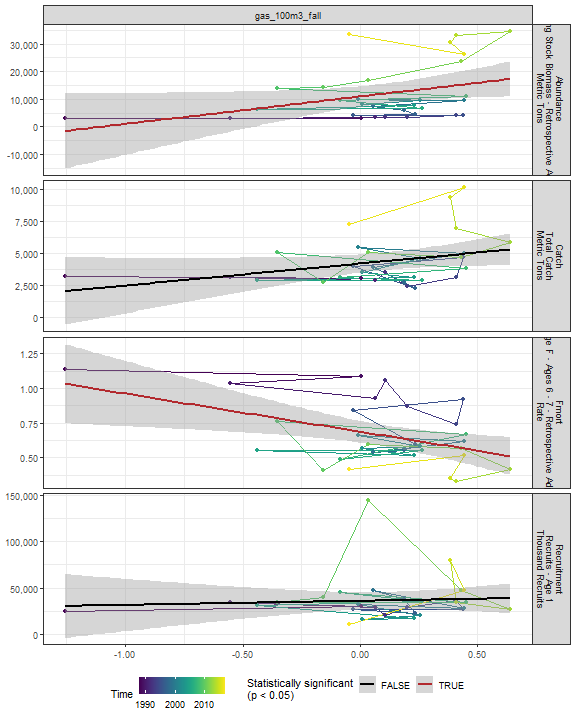 gas_100m3_fall
30,000
20,000
10,000
0
-10,000
Abundance
ng Stock Biomass - Retrospective A
Metric Tons
10,000
7,500
5,000
2,500
0
Catch
Total Catch
Metric Tons
1.25
1.00
0.75
0.50
Fmort
e F - Ages 6 - 7 - Retrospective Ad
Rate
150,000
100,000
50,000
0
Recruitment
Recruits - Age 1
Thousand Recruits
-1.00
-0.50
0.00
0.50
Time
1990
2000
2010
Statistically significant
(p < 0.05)
FALSE
TRUE